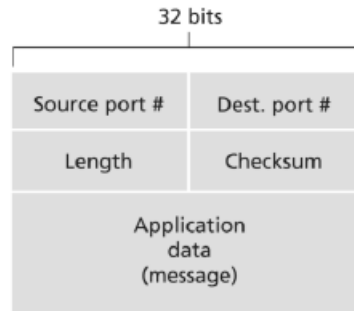 32 bits
Source port #
Dest. port #
Length
Checksum
Application
data
(message)